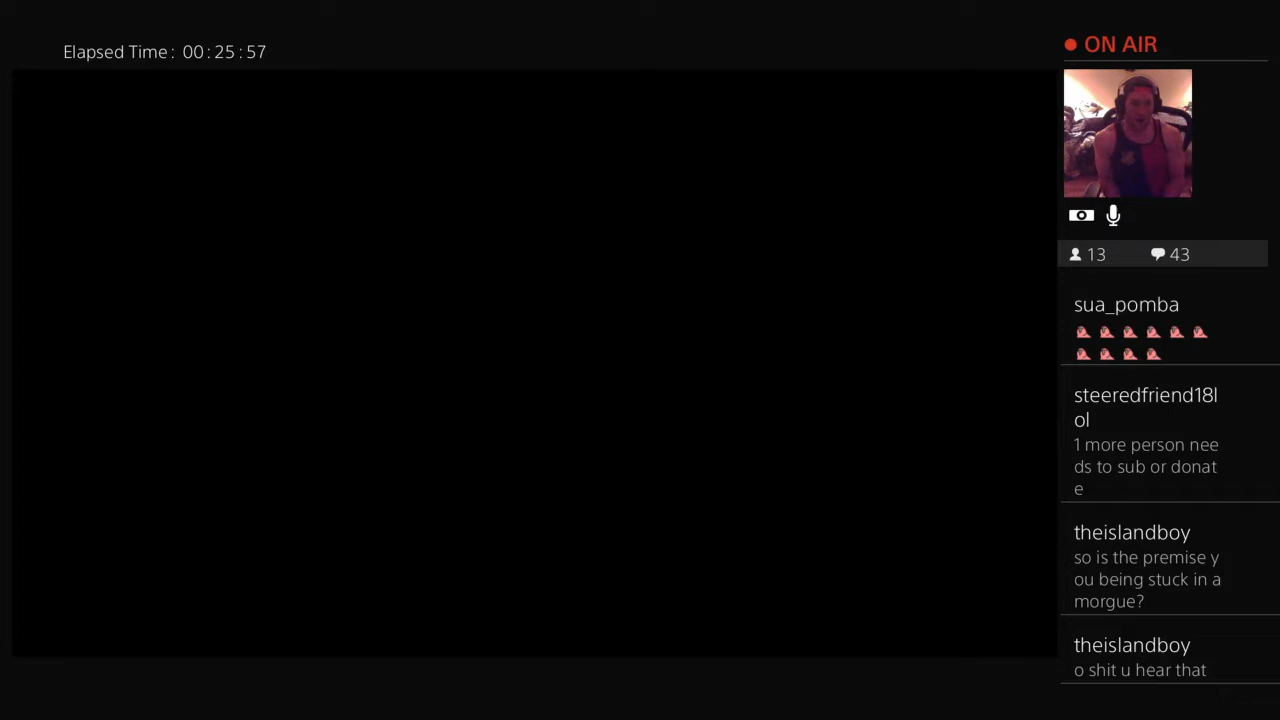 Elapsed Time: 00:25:57
ON AIR
13 43
sua_pomba
steeredfriend18l
ol
1 more person nee
ds to sub or donat
e
theislandboy
so is the premise y
ou being stuck in a
morgue?
theislandboy
o shit u hear that